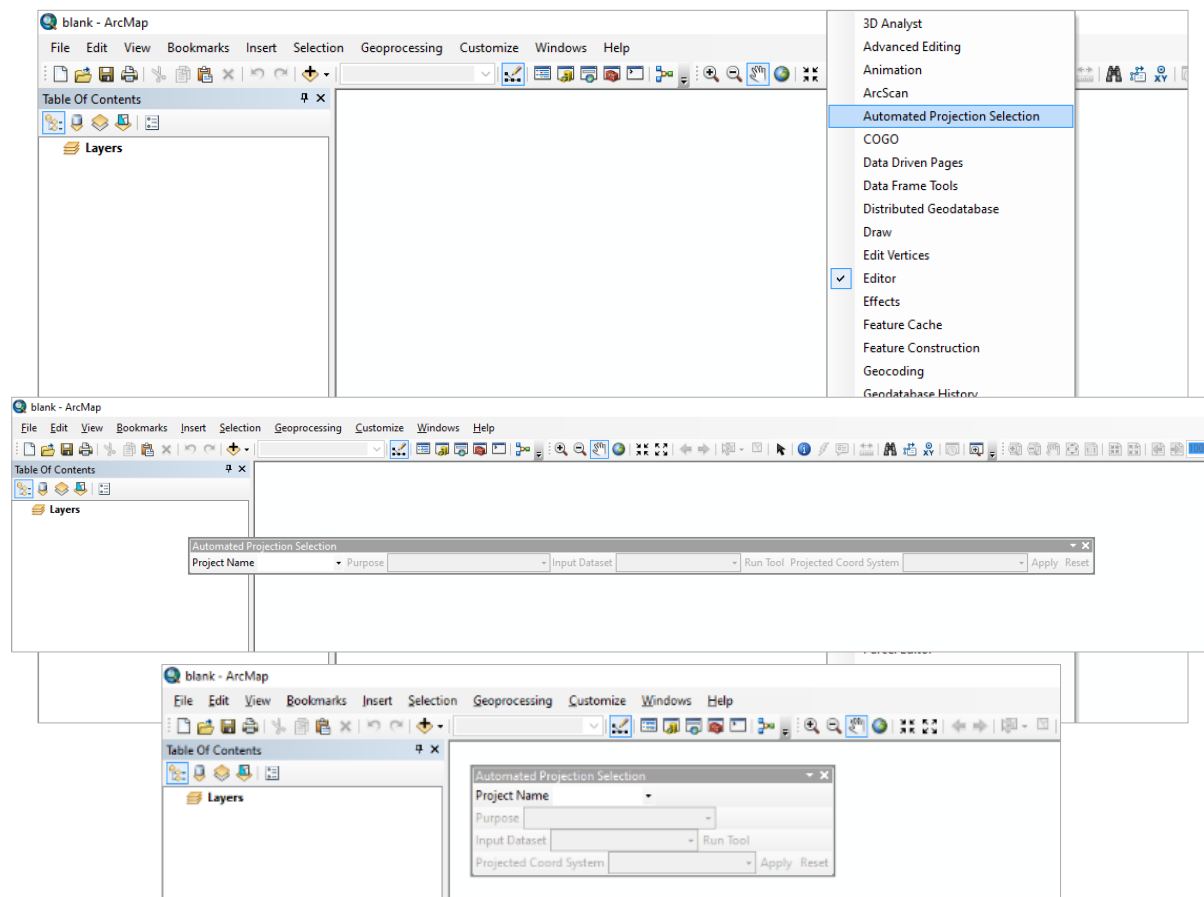 blank - ArcMap
File Edit View Bookmarks Insert Selection Geoprocessing Customize Windows Help
Table Of Contents
Layers
3D Analyst
Advanced Editing
Animation
ArcScan
Automated Projection Selection
COGO
Data Driven Pages
Data Frame Tools
Distributed Geodatabase
Draw
Edit Vertices
Editor
Effects
Feature Cache
Feature Construction
Geocoding
Geodatabase History
blank - ArcMap
File Edit View Bookmarks Insert Selection Geoprocessing Customize Windows Help
Table Of Contents
Layers
Automated Projection Selection
Project Name Purpose Input Dataset Run Tool Projected Coord System Apply Reset
blank - ArcMap
File Edit View Bookmarks Insert Selection Geoprocessing Customize Windows Help
Table Of Contents
Layers
Automated Projection Selection
Project Name
Purpose
Input Dataset Run Tool
Projected Coord System Apply Reset